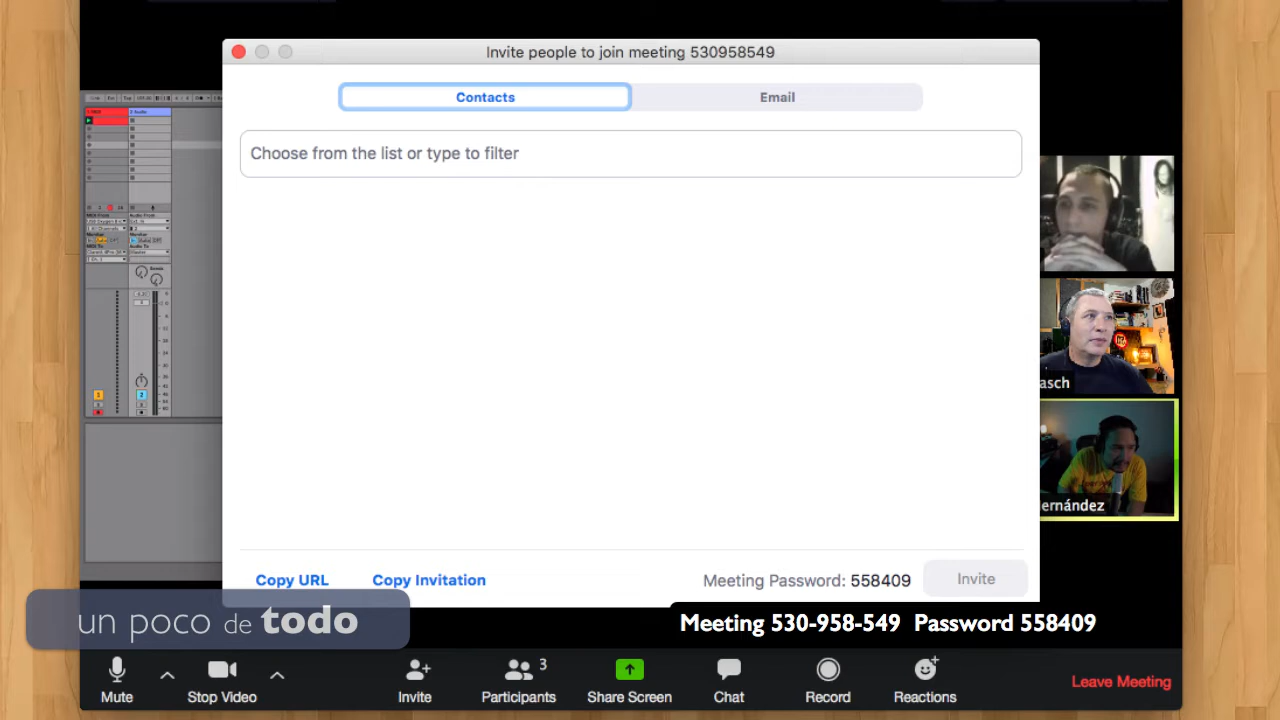 Invite people to join meeting 530958549
Contacts
Email
Choose from the list or type to filter
asch
ernández
Copy URL
Copy Invitation
Meeting Password: 558409
Invite
un poco de todo
Meeting 530-958-549 Password 558409
Mute
Stop Video
Invite
3
Participants
Share Screen
Chat
Record
Reactions
Leave Meeting